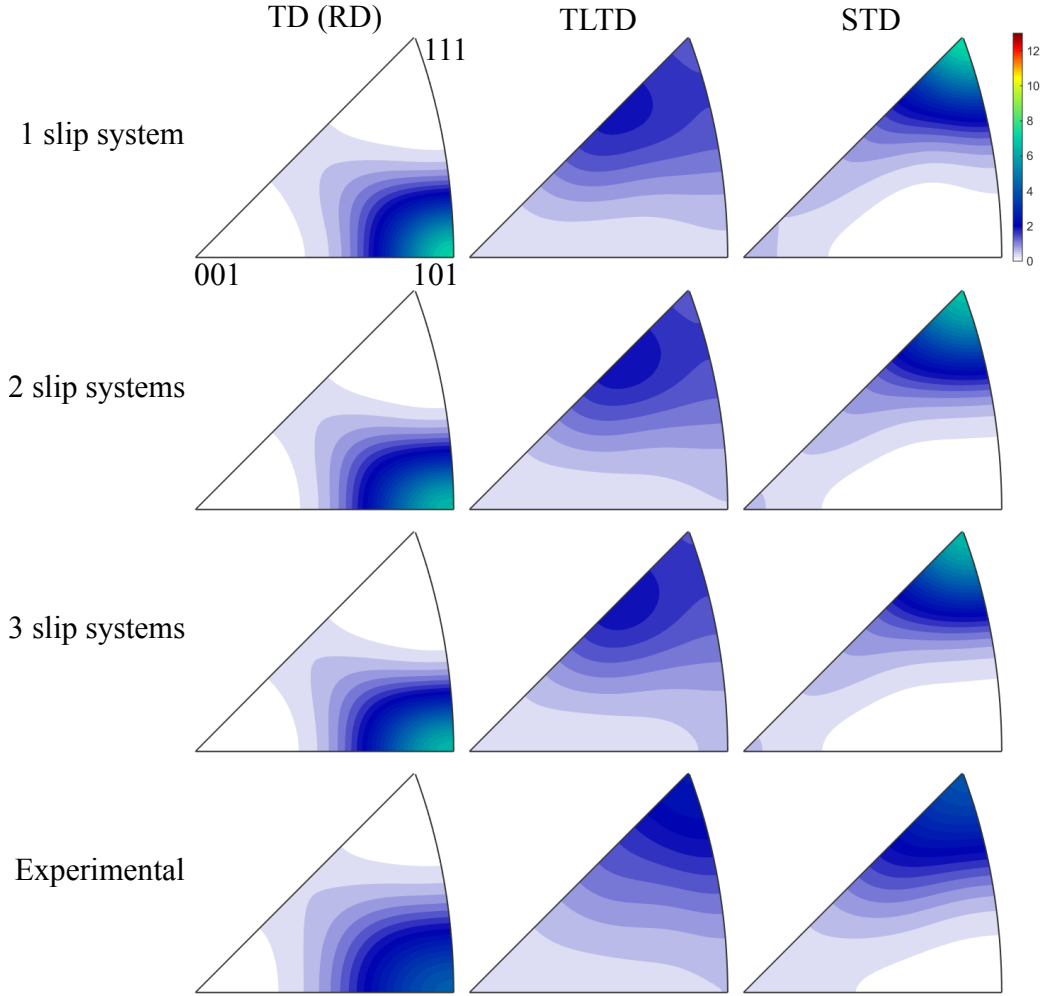 TD (RD)
TLTD
STD
111
12
10
8
6
4
2
0
1 slip system
001
101
2 slip systems
3 slip systems
Experimental